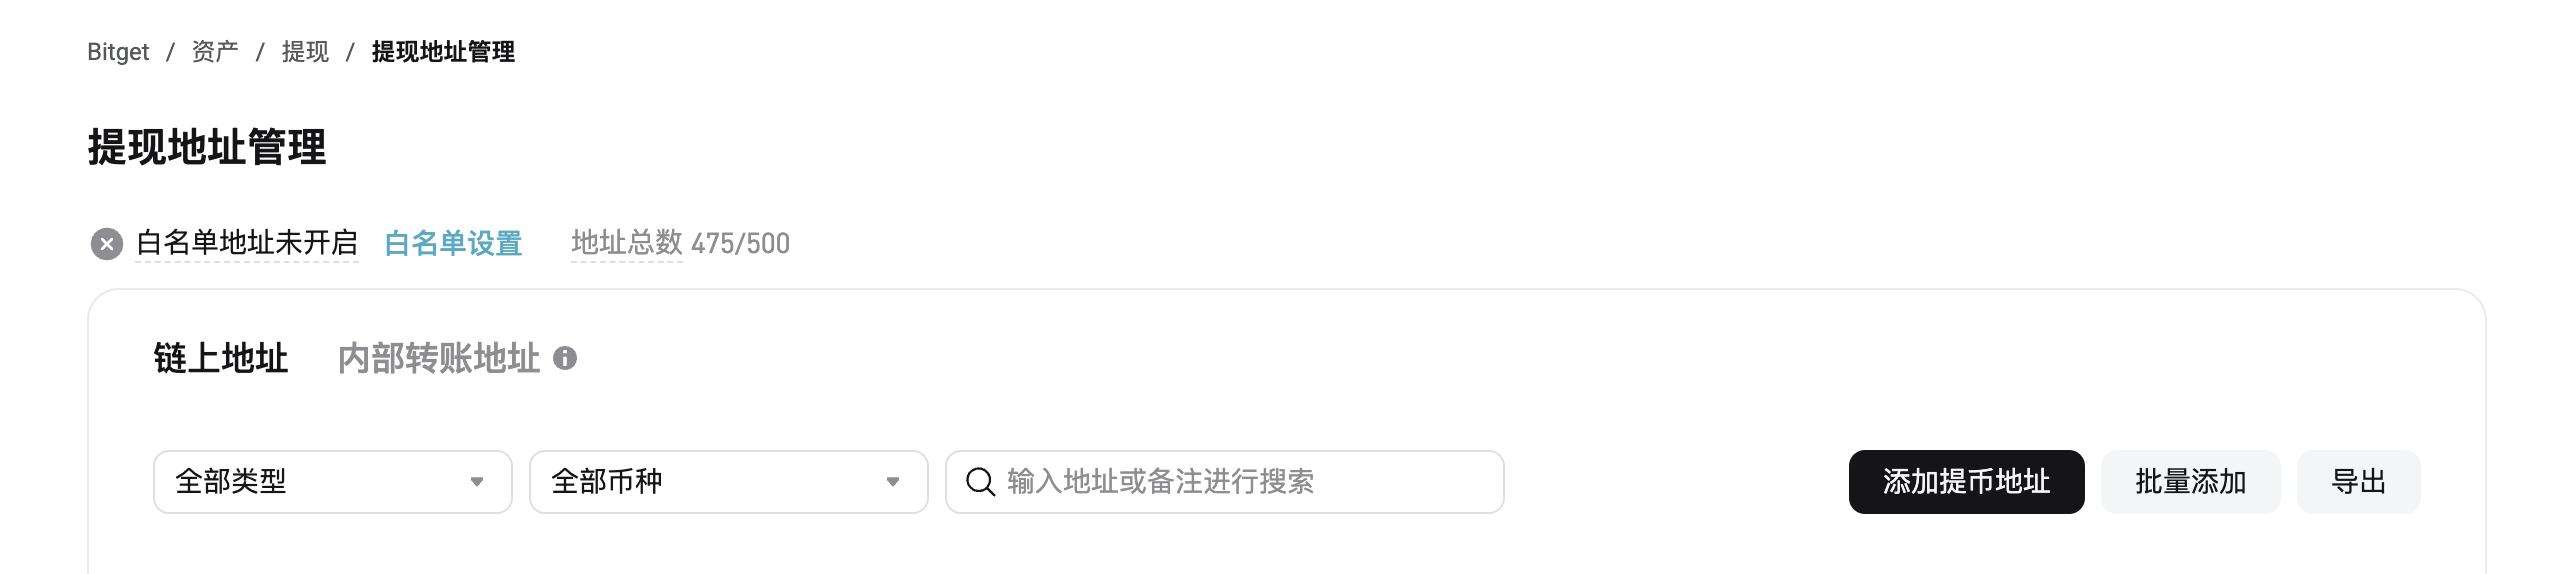 Bitget / 资产 / 提现 / 提现地址管理
提现地址管理
白名单地址未开启 白名单设置 地址总数 475/500
链上地址 内部转账地址
全部类型 全部币种 输入地址或备注进行搜索 添加提币地址 批量添加 导出